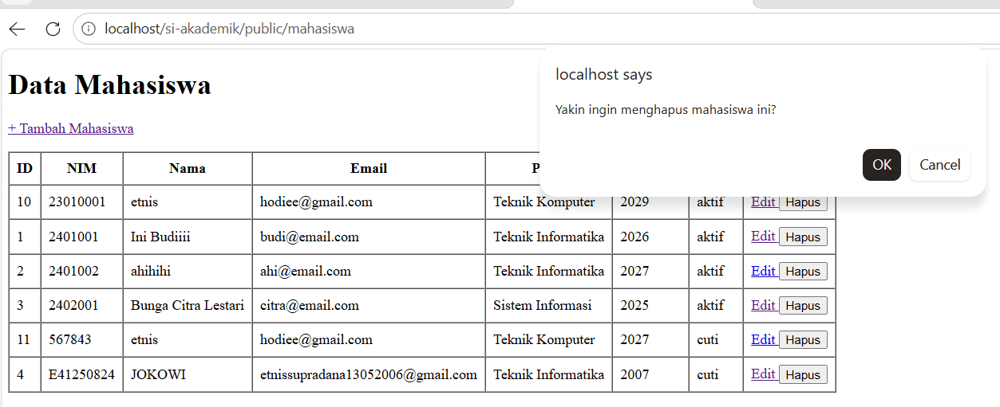 localhost/si-akademik/public/mahasiswa
localhost says
Yakin ingin menghapus mahasiswa ini?
OK Cancel
Data Mahasiswa
+ Tambah Mahasiswa
ID NIM Nama Email P
10 23010001 etnis hodiee@gmail.com Teknik Komputer 2029 aktif Edit Hapus
1 2401001 Ini Budiiii budi@email.com Teknik Informatika 2026 aktif Edit Hapus
2 2401002 ahihihi ahi@email.com Teknik Informatika 2027 aktif Edit Hapus
3 2402001 Bunga Citra Lestari citra@email.com Sistem Informasi 2025 aktif Edit Hapus
11 567843 etnis hodiee@gmail.com Teknik Komputer 2027 cuti Edit Hapus
4 E41250824 JOKOWI etnissupradana13052006@gmail.com Teknik Informatika 2007 cuti Edit Hapus